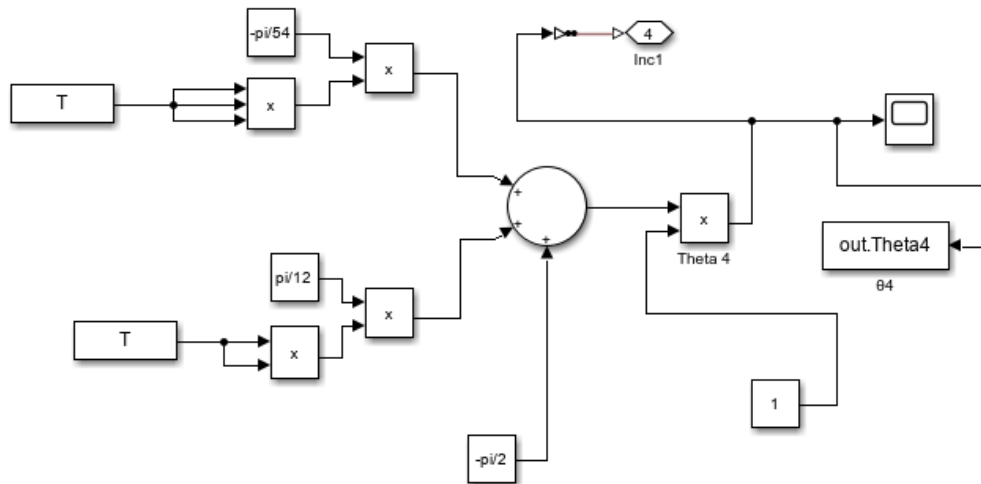 -pi/54
x
4
Inc1
T
x
+
+
+
x
Theta 4
out.Theta4
θ4
pi/12
x
T
x
1
-pi/2